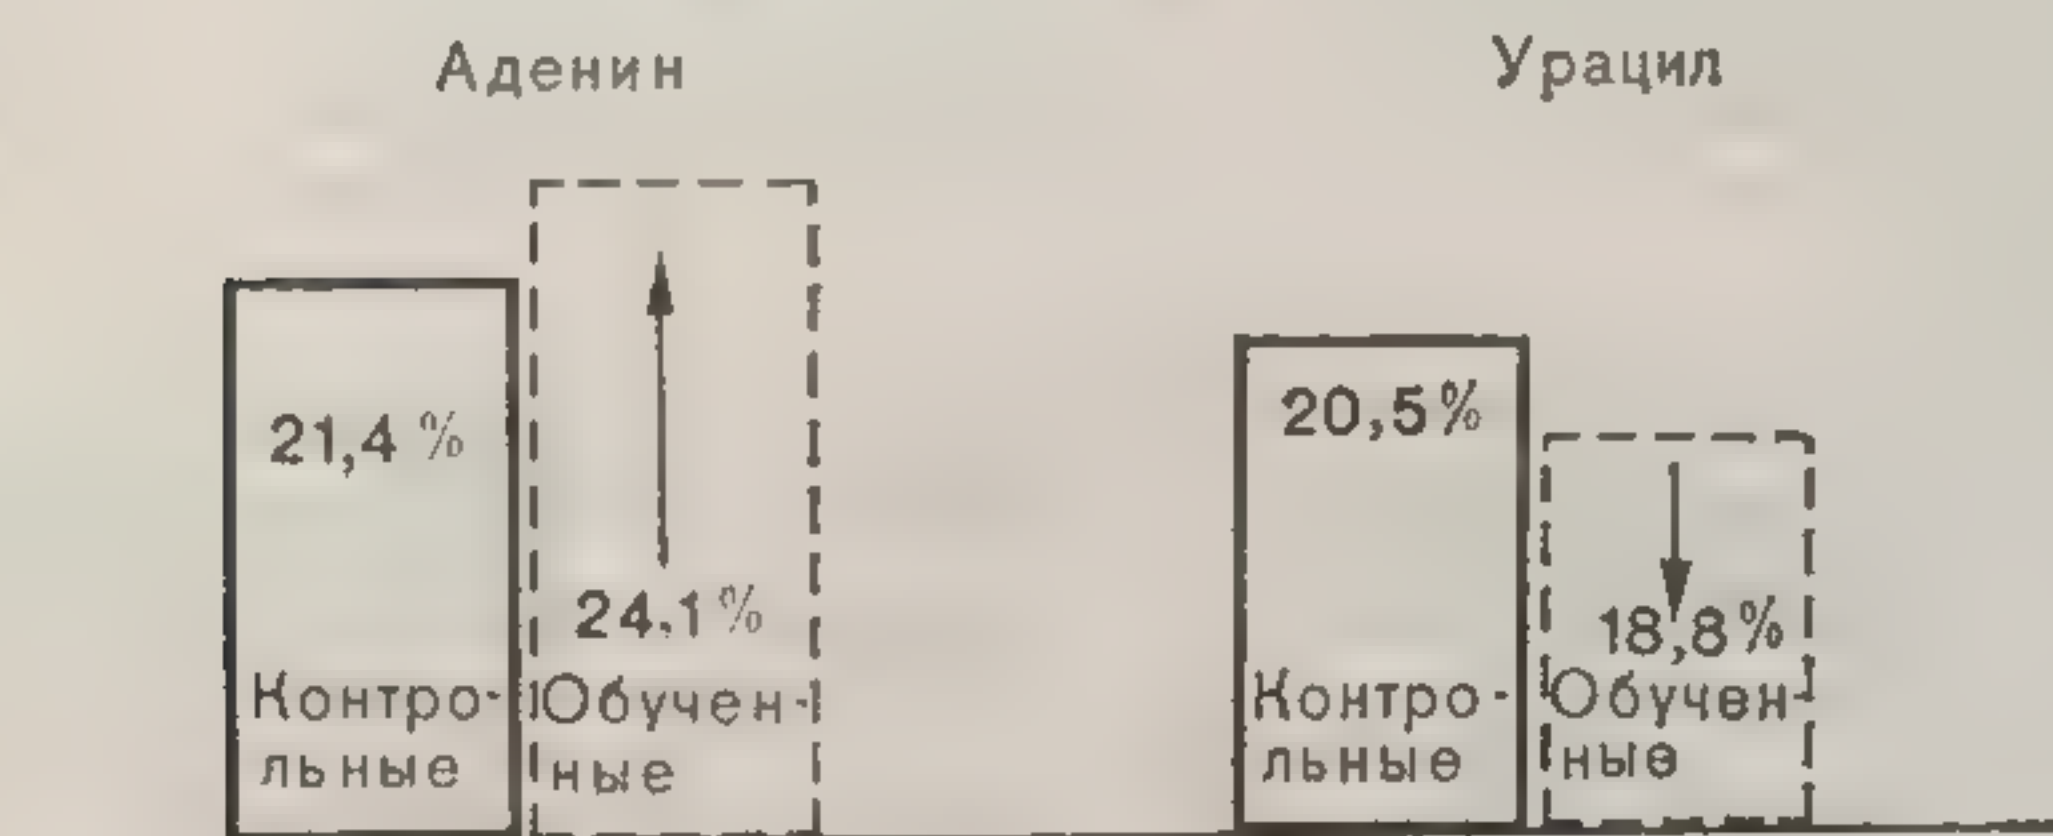 Аденин
21,4 %
Контро-
льные
24,1 %
Обучен-
ные
Урацил
20,5 %
Контро-
льные
18,8 %
Обучен-
ные